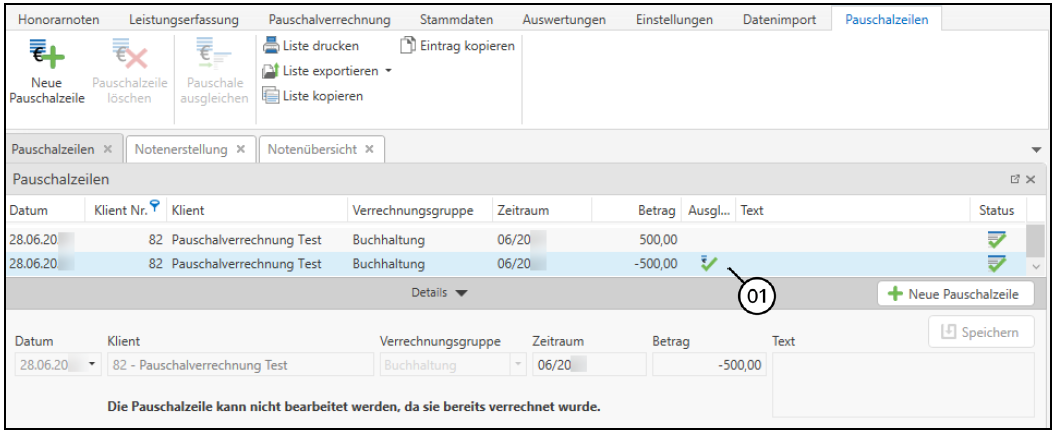 Honorarnoten Leistungserfassung Pauschalverrechnung Stammdaten Auswertungen Einstellungen Datenimport Pauschalzeilen
Neue Pauschalzeile
Pauschalzeile löschen
Pauschale ausgleichen
Liste drucken
Liste exportieren
Liste kopieren
Eintrag kopieren
Pauschalzeilen Notenerstellung Notenübersicht
Pauschalzeilen
Datum Klient Nr. Klient Verrechnungsgruppe Zeitraum Betrag Ausgl... Text Status
28.06.20 82 Pauschalverrechnung Test Buchhaltung 06/20 500,00
28.06.20 82 Pauschalverrechnung Test Buchhaltung 06/20 -500,00
01
Details Neue Pauschalzeile
Speichern
Datum Klient Verrechnungsgruppe Zeitraum Betrag Text
28.06.20 82 - Pauschalverrechnung Test Buchhaltung 06/20 -500,00
Die Pauschalzeile kann nicht bearbeitet werden, da sie bereits verrechnet wurde.